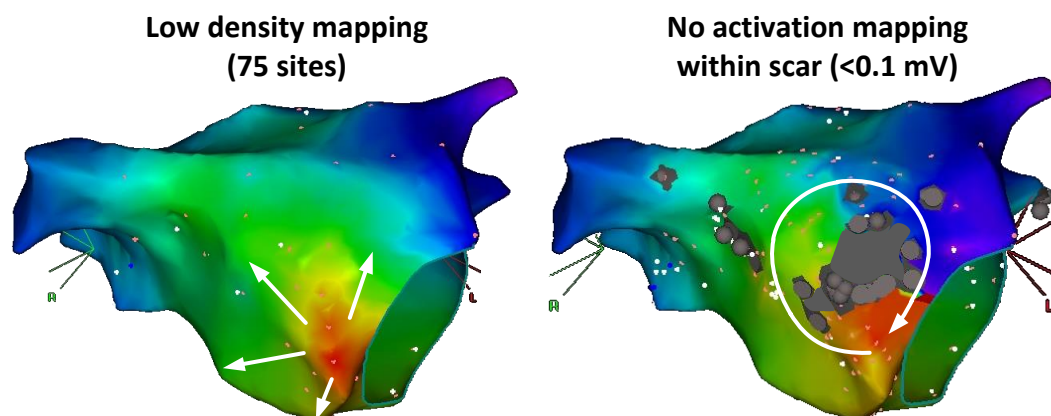 Low density mapping
(75 sites)
No activation mapping
within scar (<0.1 mV)
A
L
A
L